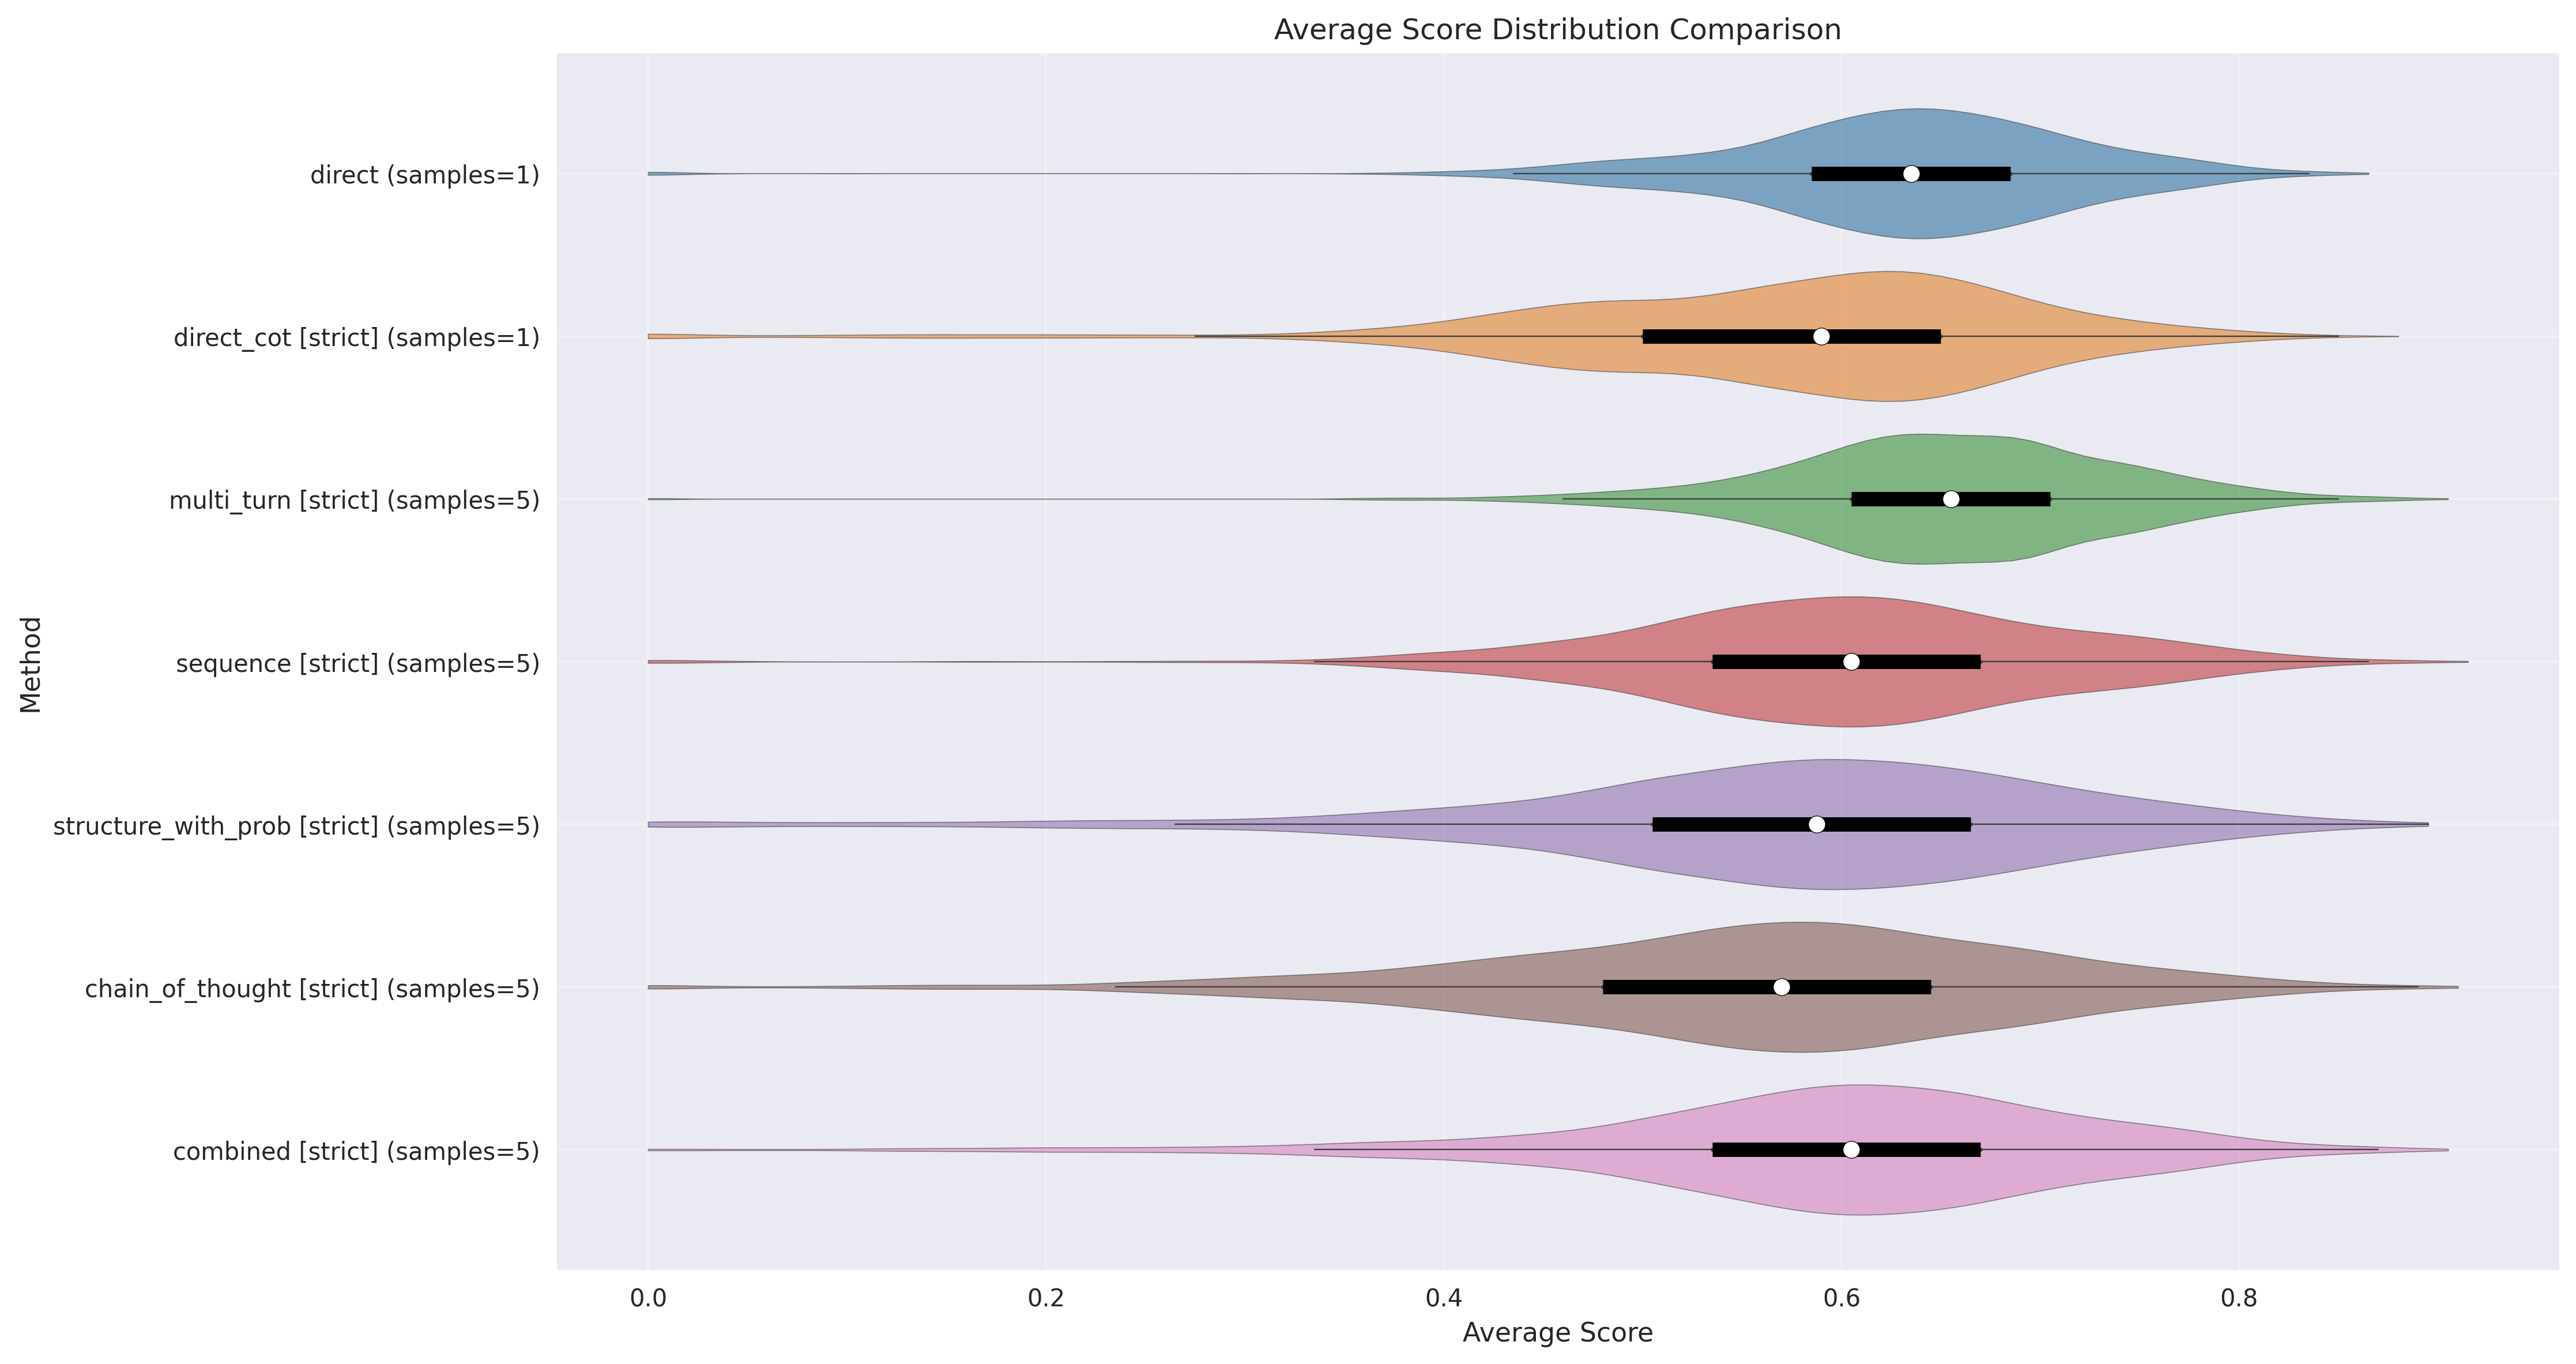 Average Score Distribution Comparison
direct (samples=1)
direct_cot [strict] (samples=1)
multi_turn [strict] (samples=5)
sequence [strict] (samples=5)
structure_with_prob [strict] (samples=5)
chain_of_thought [strict] (samples=5)
combined [strict] (samples=5)
Method
0.0 0.2 0.4 0.6 0.8
Average Score